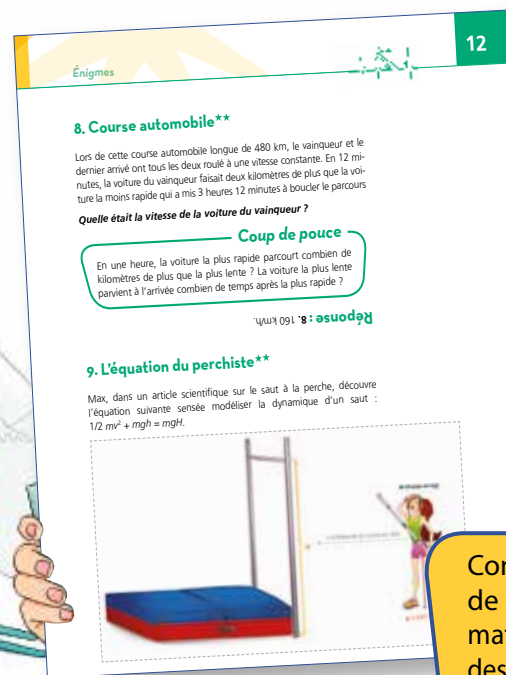 Énigmes
12
8. Course automobile**
Lors de cette course automobile longue de 480 km, le vainqueur et le
dernier arrivé ont tous les deux roulé à une vitesse constante. En 12 mi-
nutes, la voiture du vainqueur faisait deux kilomètres de plus que la voi-
ture la moins rapide qui a mis 3 heures 12 minutes à boucler le parcours
Quelle était la vitesse de la voiture du vainqueur ?
Coup de pouce
En une heure, la voiture la plus rapide parcourt combien de
kilomètres de plus que la plus lente ? La voiture la plus lente
parvient à l'arrivée combien de temps après la plus rapide ?
Réponse : 8. 160 km/h.
9. L'équation du perchiste**
Max, dans un article scientifique sur le saut à la perche, découvre
l'équation suivante sensée modéliser la dynamique d'un saut :
1/2 mv² + mgh = mgH.
Con
de
mat
des